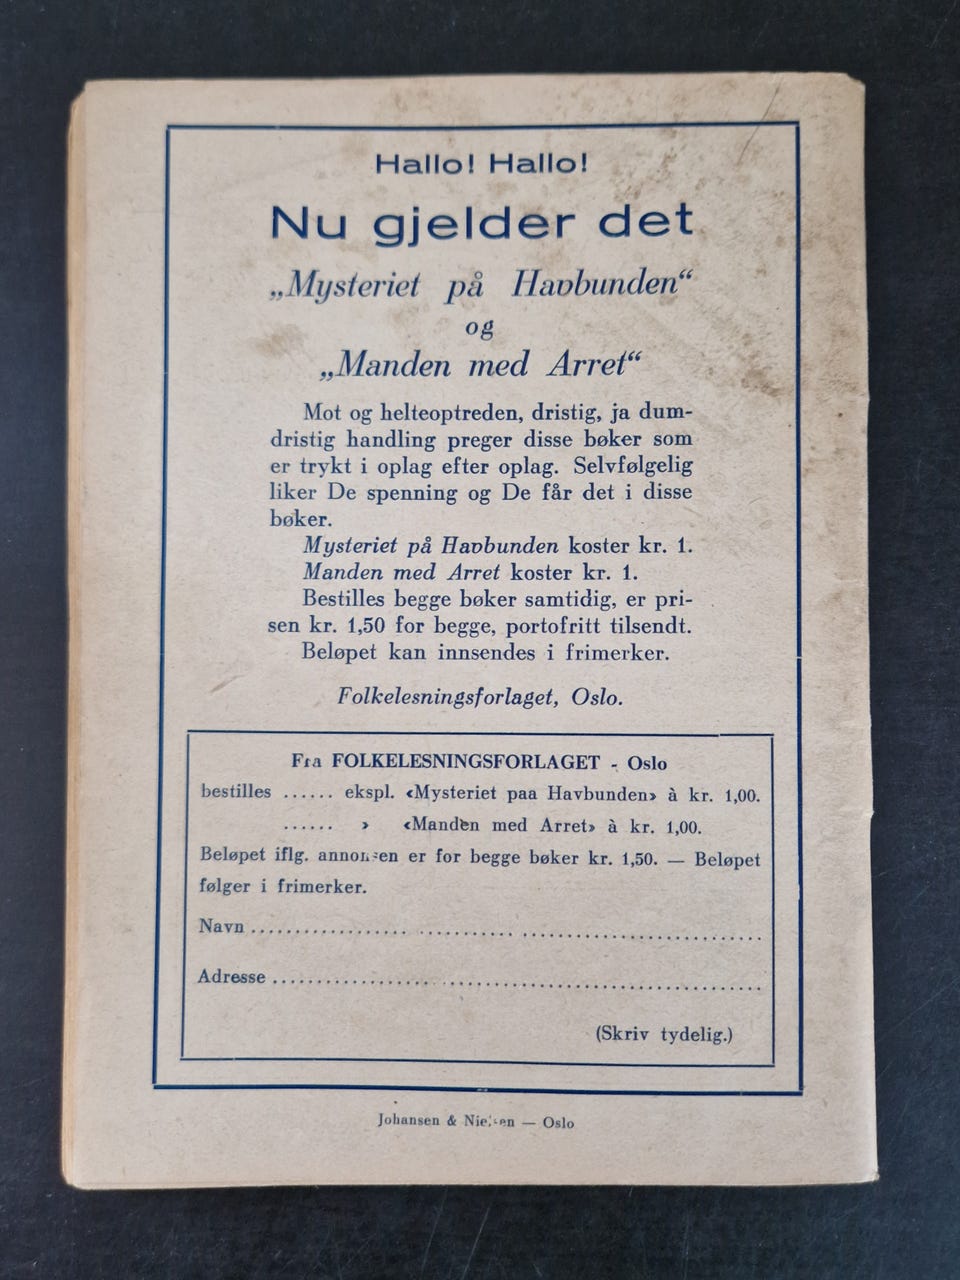 Hallo! Hallo!
Nu gjelder det
„Mysteriet på Havbunden“
og
„Manden med Arret“
Mot og helteoptreden, dristig, ja dum-
dristig handling preger disse bøker som
er trykt i oplag efter oplag. Selvfølgelig
liker De spenning og De får det i disse
bøker.
Mysteriet på Havbunden koster kr. 1.
Manden med Arret koster kr. 1.
Bestilles begge bøker samtidig, er pri-
sen kr. 1,50 for begge, portofritt tilsendt.
Beløpet kan innsendes i frimerker.
Folkelesningsforlaget, Oslo.
Fra FOLKELESNINGSFORLAGET - Oslo
bestilles ...... ekspl. «Mysteriet paa Havbunden» à kr. 1,00.
...... » «Manden med Arret» à kr. 1,00.
Beløpet iflg. annonsen er for begge bøker kr. 1,50. — Beløpet
følger i frimerker.
Navn ..........................................................
Adresse .......................................................
(Skriv tydelig.)
Johansen & Nielsen — Oslo